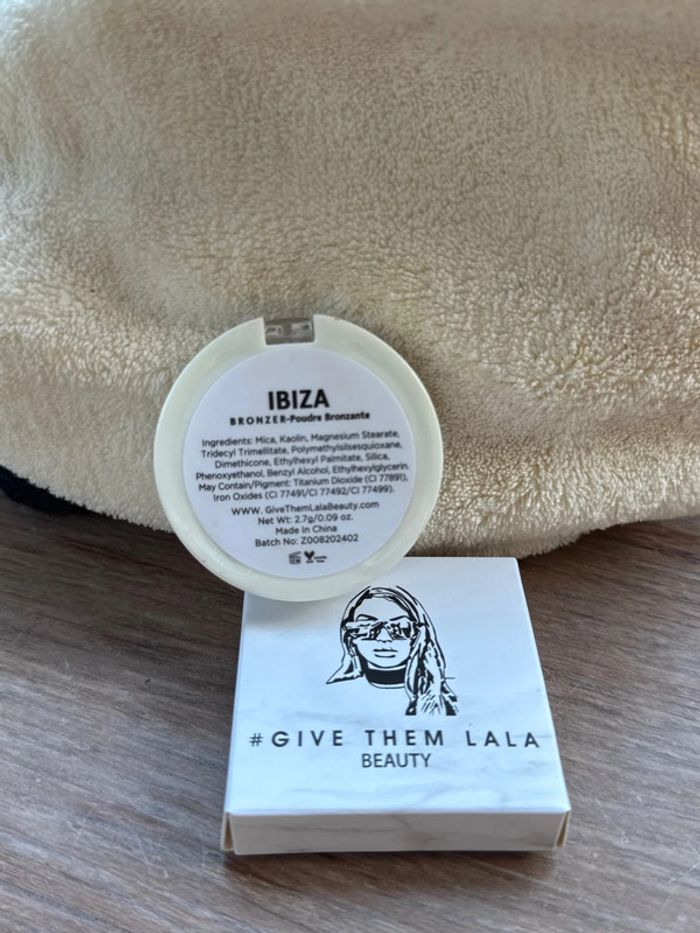 IBIZA
BRONZER-Poudre Bronzante
Ingredients: Mica, Kaolin, Magnesium Stearate,
Tridecyl Trimellitate, Polymethylsilsesquioxane,
Dimethicone, Ethylhexyl Palmitate, Silica,
Phenoxyethanol, Benzyl Alcohol, Ethylhexylglycerin.
May Contain/Pigment: Titanium Dioxide (CI 77891),
Iron Oxides (CI 77491/CI 77492/CI 77499).
WWW. GiveThemLalaBeauty.com
Net Wt: 2.7g/0.09 oz.
Made In China
Batch No: Z008202402
#GIVE THEM LALA
BEAUTY